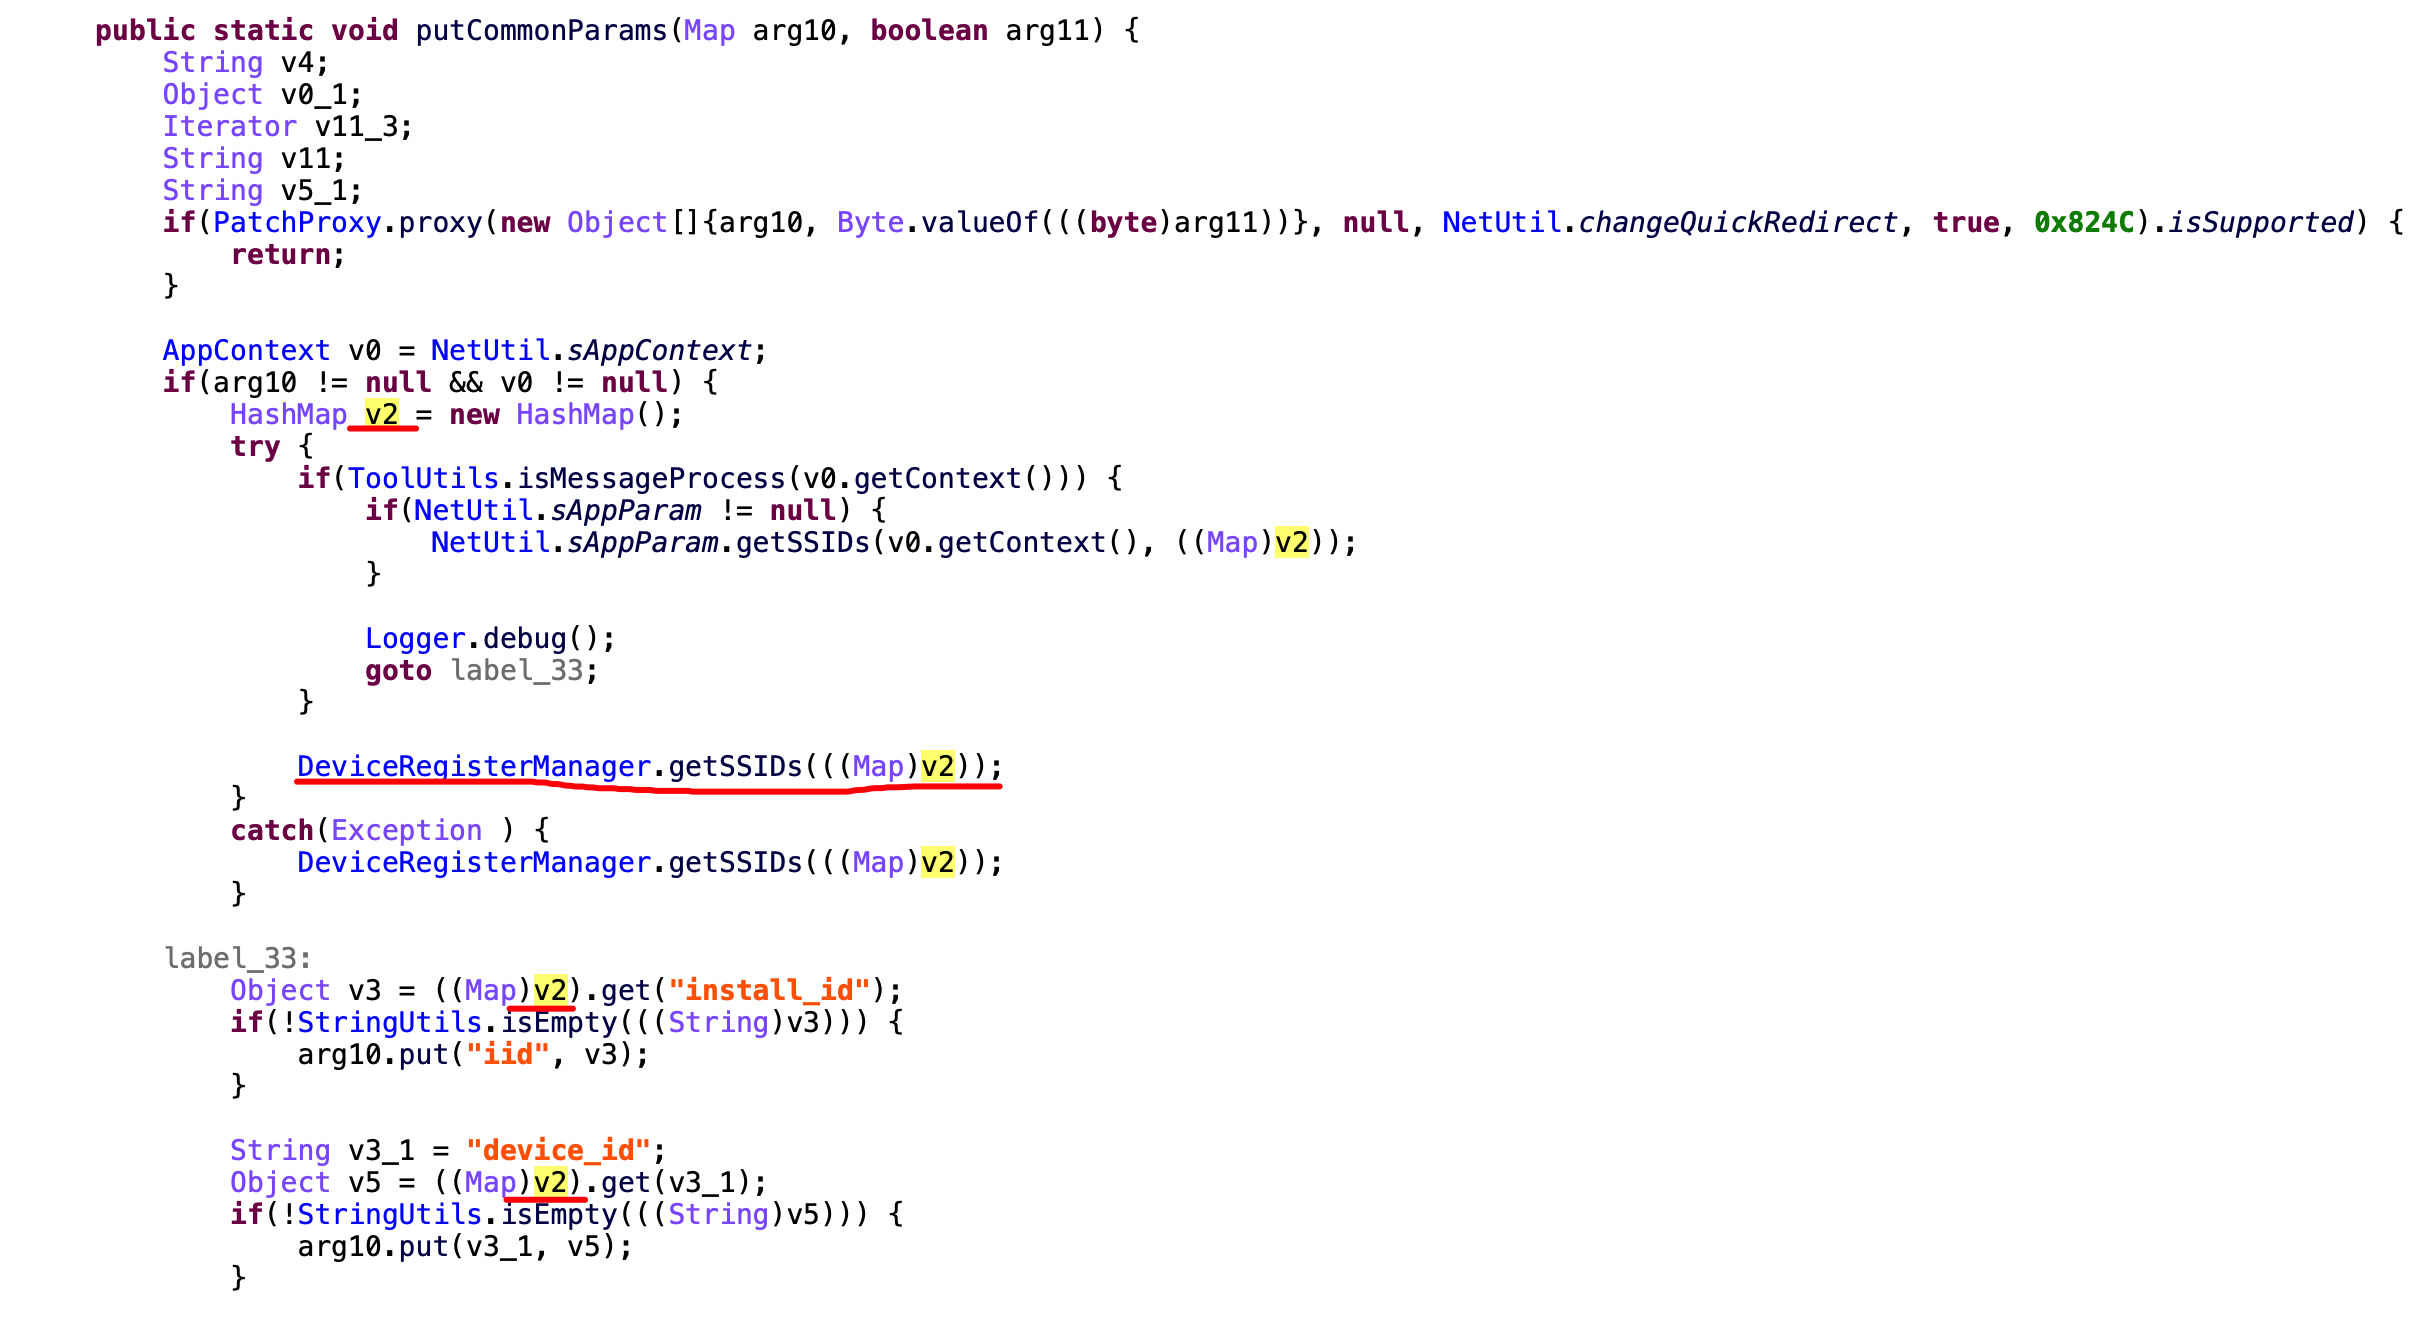 public static void putCommonParams(Map arg10, boolean arg11) {
String v4;
Object v0_1;
Iterator v11_3;
String v11;
String v5_1;
if(PatchProxy.proxy(new Object[]{arg10, Byte.valueOf(((byte)arg11))}, null, NetUtil.changeQuickRedirect, true, 0x824C).isSupported) {
return;
}
AppContext v0 = NetUtil.sAppContext;
if(arg10 != null && v0 != null) {
HashMap v2 = new HashMap();
try {
if(ToolUtils.isMessageProcess(v0.getContext())) {
if(NetUtil.sAppParam != null) {
NetUtil.sAppParam.getSSIDs(v0.getContext(), ((Map)v2));
}
Logger.debug();
goto label_33;
}
DeviceRegisterManager.getSSIDs(((Map)v2));
}
catch(Exception ) {
DeviceRegisterManager.getSSIDs(((Map)v2));
}
label_33:
Object v3 = ((Map)v2).get("install_id");
if(!StringUtils.isEmpty(((String)v3))) {
arg10.put("iid", v3);
}
String v3_1 = "device_id";
Object v5 = ((Map)v2).get(v3_1);
if(!StringUtils.isEmpty(((String)v5))) {
arg10.put(v3_1, v5);
}